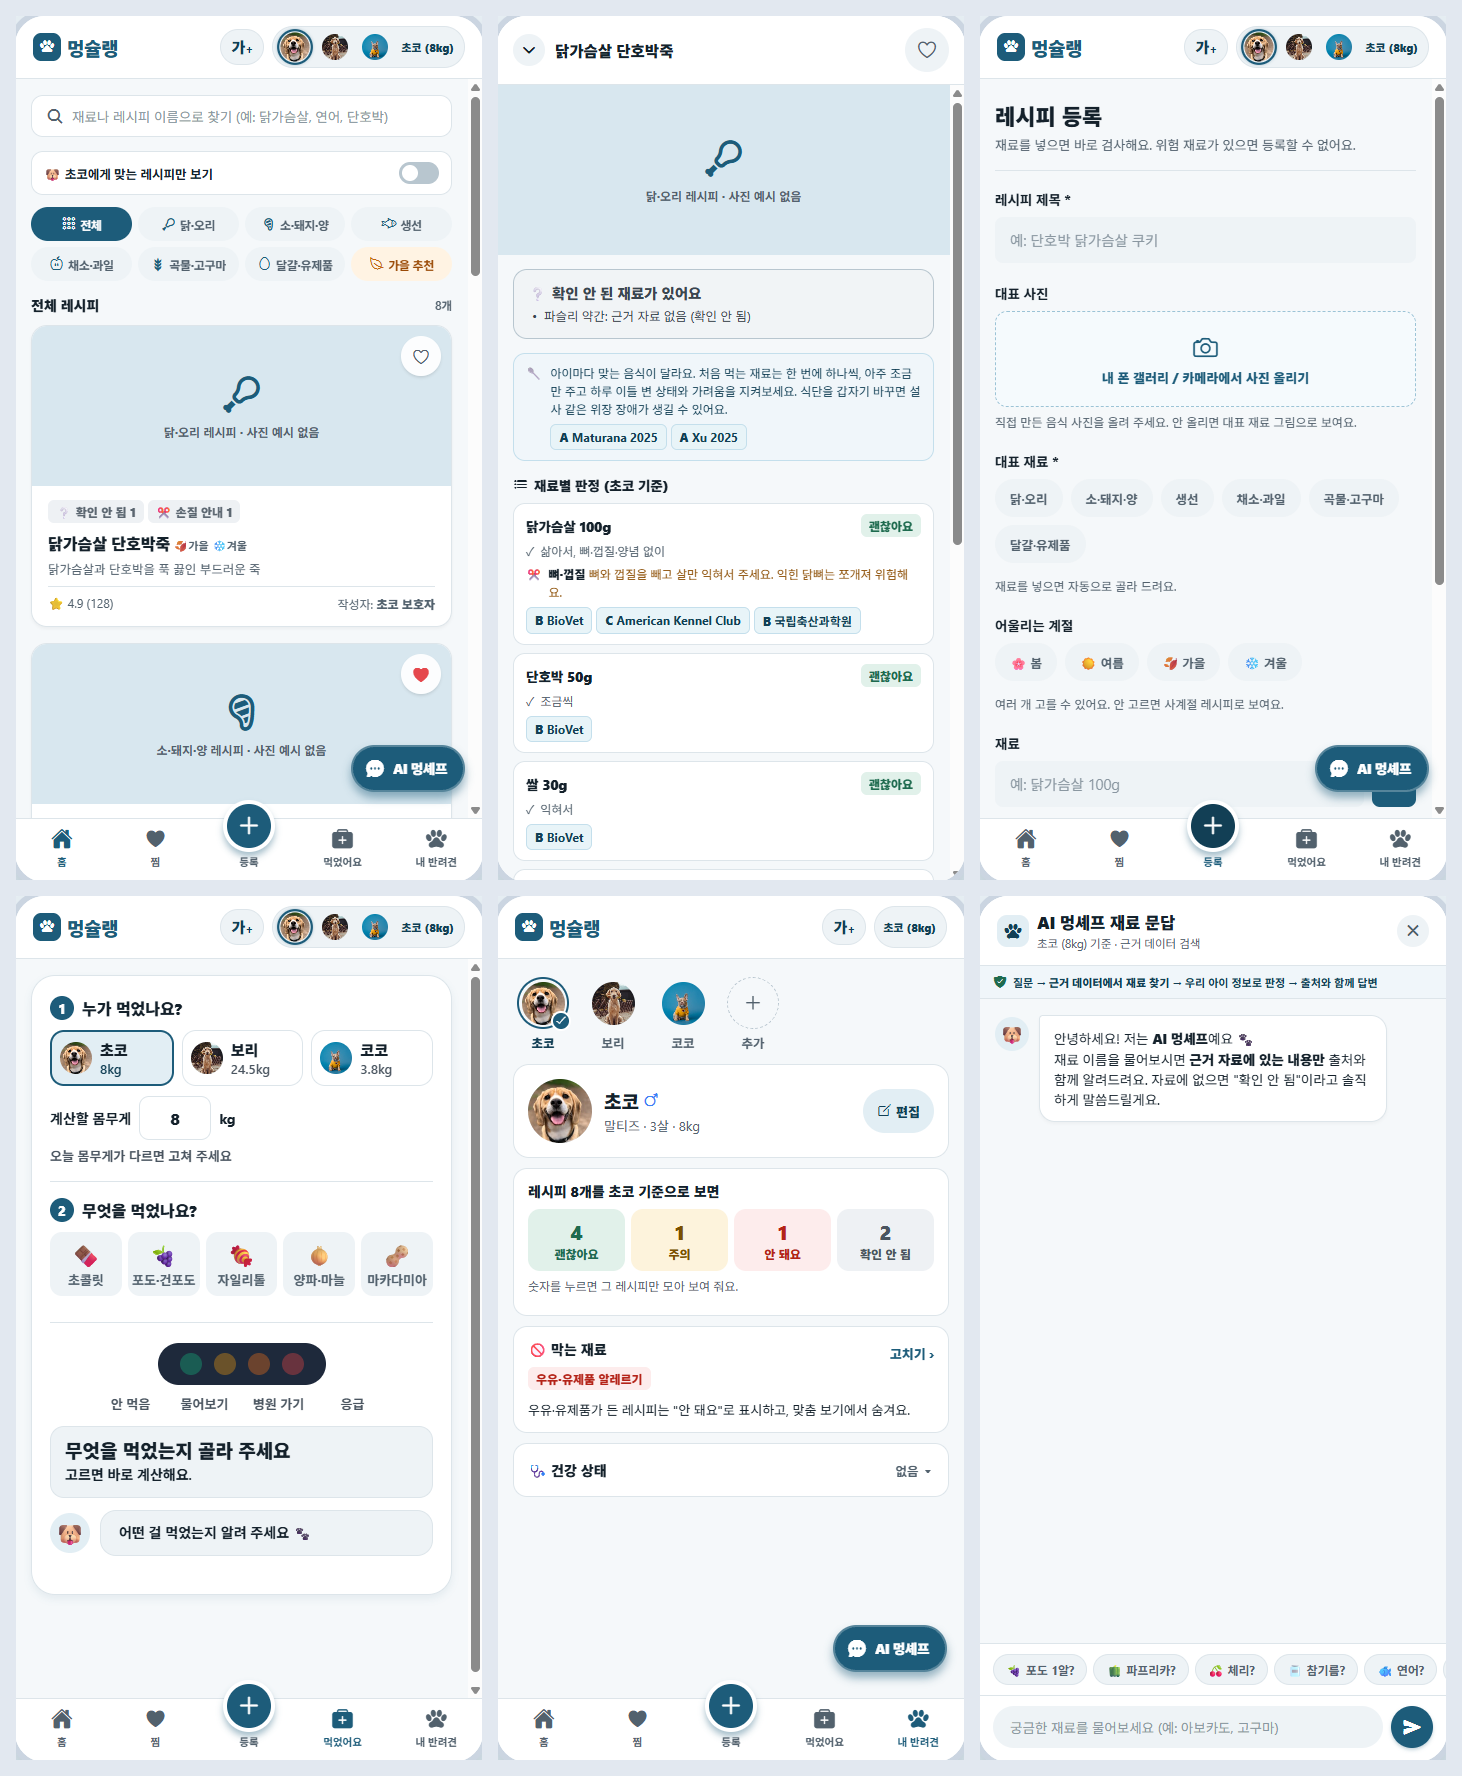 멍슐랭
가+
초코 (8kg)
재료나 레시피 이름으로 찾기 (예: 닭가슴살, 연어, 단호박)
초코에게 맞는 레시피만 보기
전체
닭·오리
소·돼지·양
생선
채소·과일
곡물·고구마
달걀·유제품
가을 추천
전체 레시피
8개
닭·오리 레시피 · 사진 예시 없음
확인 안 됨 1
손질 안내 1
닭가슴살 단호박죽 가을 겨울
닭가슴살과 단호박을 푹 끓인 부드러운 죽
4.9 (128)
작성자: 초코 보호자
소·돼지·양 레시피 · 사진 예시 없음
AI 멍셰프
홈
찜
등록
먹었어요
내 반려견
닭가슴살 단호박죽
닭·오리 레시피 · 사진 예시 없음
확인 안 된 재료가 있어요
• 파슬리 약간: 근거 자료 없음 (확인 안 됨)
아이마다 맞는 음식이 달라요. 처음 먹는 재료는 한 번에 하나씩, 아주 조금
만 주고 하루 이틀 변 상태와 가려움을 지켜보세요. 식단을 갑자기 바꾸면 설
사 같은 위장 장애가 생길 수 있어요.
A Maturana 2025
A Xu 2025
재료별 판정 (초코 기준)
닭가슴살 100g
괜찮아요
✓ 삶아서, 뼈·껍질·양념 없이
뼈·껍질 뼈와 껍질을 빼고 살만 익혀서 주세요. 익힌 닭뼈는 쪼개져 위험해
요.
B BioVet
C American Kennel Club
B 국립축산과학원
단호박 50g
괜찮아요
✓ 조금씩
B BioVet
쌀 30g
괜찮아요
✓ 익혀서
B BioVet
멍슐랭
가+
초코 (8kg)
레시피 등록
재료를 넣으면 바로 검사해요. 위험 재료가 있으면 등록할 수 없어요.
레시피 제목 *
예: 단호박 닭가슴살 쿠키
대표 사진
내 폰 갤러리 / 카메라에서 사진 올리기
직접 만든 음식 사진을 올려 주세요. 안 올리면 대표 재료 그림으로 보여요.
대표 재료 *
닭·오리
소·돼지·양
생선
채소·과일
곡물·고구마
달걀·유제품
재료를 넣으면 자동으로 골라 드려요.
어울리는 계절
봄
여름
가을
겨울
여러 개 고를 수 있어요. 안 고르면 사계절 레시피로 보여요.
재료
예: 닭가슴살 100g
AI 멍셰프
홈
찜
등록
먹었어요
내 반려견
멍슐랭
가+
초코 (8kg)
1 누가 먹었나요?
초코
8kg
보리
24.5kg
코코
3.8kg
계산할 몸무게 8 kg
오늘 몸무게가 다르면 고쳐 주세요
2 무엇을 먹었나요?
초콜릿
포도·건포도
자일리톨
양파·마늘
마카다미아
안 먹음
물어보기
병원 가기
응급
무엇을 먹었는지 골라 주세요
고르면 바로 계산해요.
어떤 걸 먹었는지 알려 주세요
홈
찜
등록
먹었어요
내 반려견
멍슐랭
가+
초코 (8kg)
초코
보리
코코
추가
초코
말티즈 · 3살 · 8kg
편집
레시피 8개를 초코 기준으로 보면
4
괜찮아요
1
주의
1
안 돼요
2
확인 안 됨
숫자를 누르면 그 레시피만 모아 보여 줘요.
막는 재료
고치기 ›
우유·유제품 알레르기
우유·유제품가 든 레시피는 "안 돼요"로 표시하고, 맞춤 보기에서 숨겨요.
건강 상태
없음
AI 멍셰프
홈
찜
등록
먹었어요
내 반려견
AI 멍셰프 재료 문답
초코 (8kg) 기준 · 근거 데이터 검색
질문 → 근거 데이터에서 재료 찾기 → 우리 아이 정보로 판정 → 출처와 함께 답변
안녕하세요! 저는 AI 멍셰프예요
재료 이름을 물어보시면 근거 자료에 있는 내용만 출처와
함께 알려드려요. 자료에 없으면 "확인 안 됨"이라고 솔직
하게 말씀드릴게요.
포도 1알?
파프리카?
체리?
참기름?
연어?
궁금한 재료를 물어보세요 (예: 아보카도, 고구마)